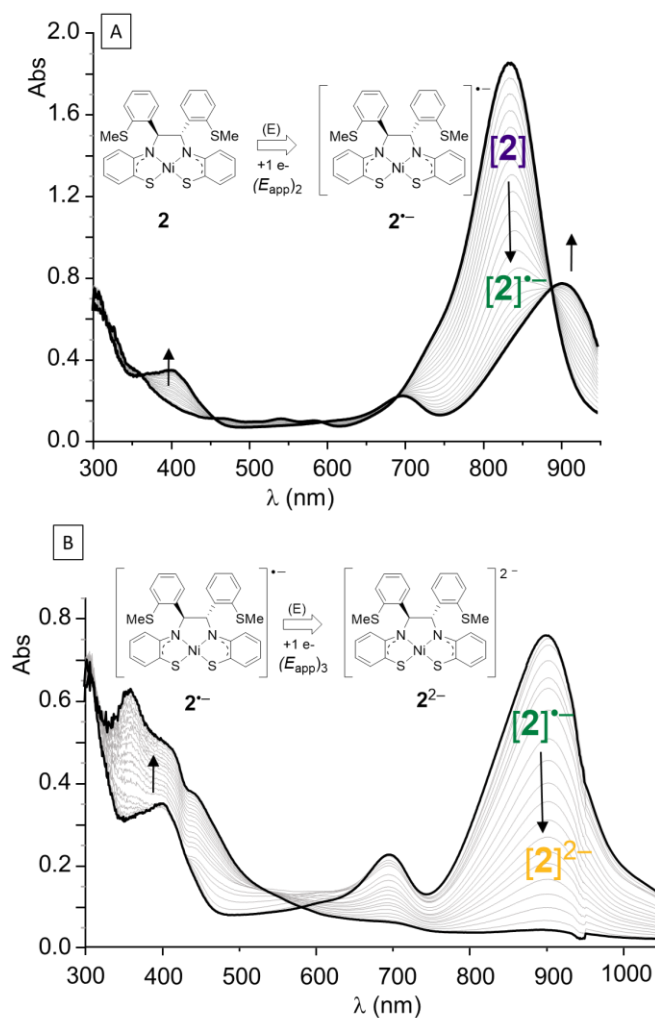 A
Abs
2.0
1.8
1.2
0.8
0.4
0.0
300 400 500 600 700 800 900
λ (nm)
MeS SMe
N N
Ni
S S
2
(E)
+1 e-
(Eapp)2
•–
MeS SMe
N N
Ni
S S
2•–
[2]
[2]•–
B
Abs
0.8
0.6
0.4
0.2
0.0
300 400 500 600 700 800 900 1000
λ (nm)
•–
MeS SMe
N N
Ni
S S
2•–
(E)
+1 e-
(Eapp)3
2 –
MeS SMe
N N
Ni
S S
2²–
[2]•–
[2]²–